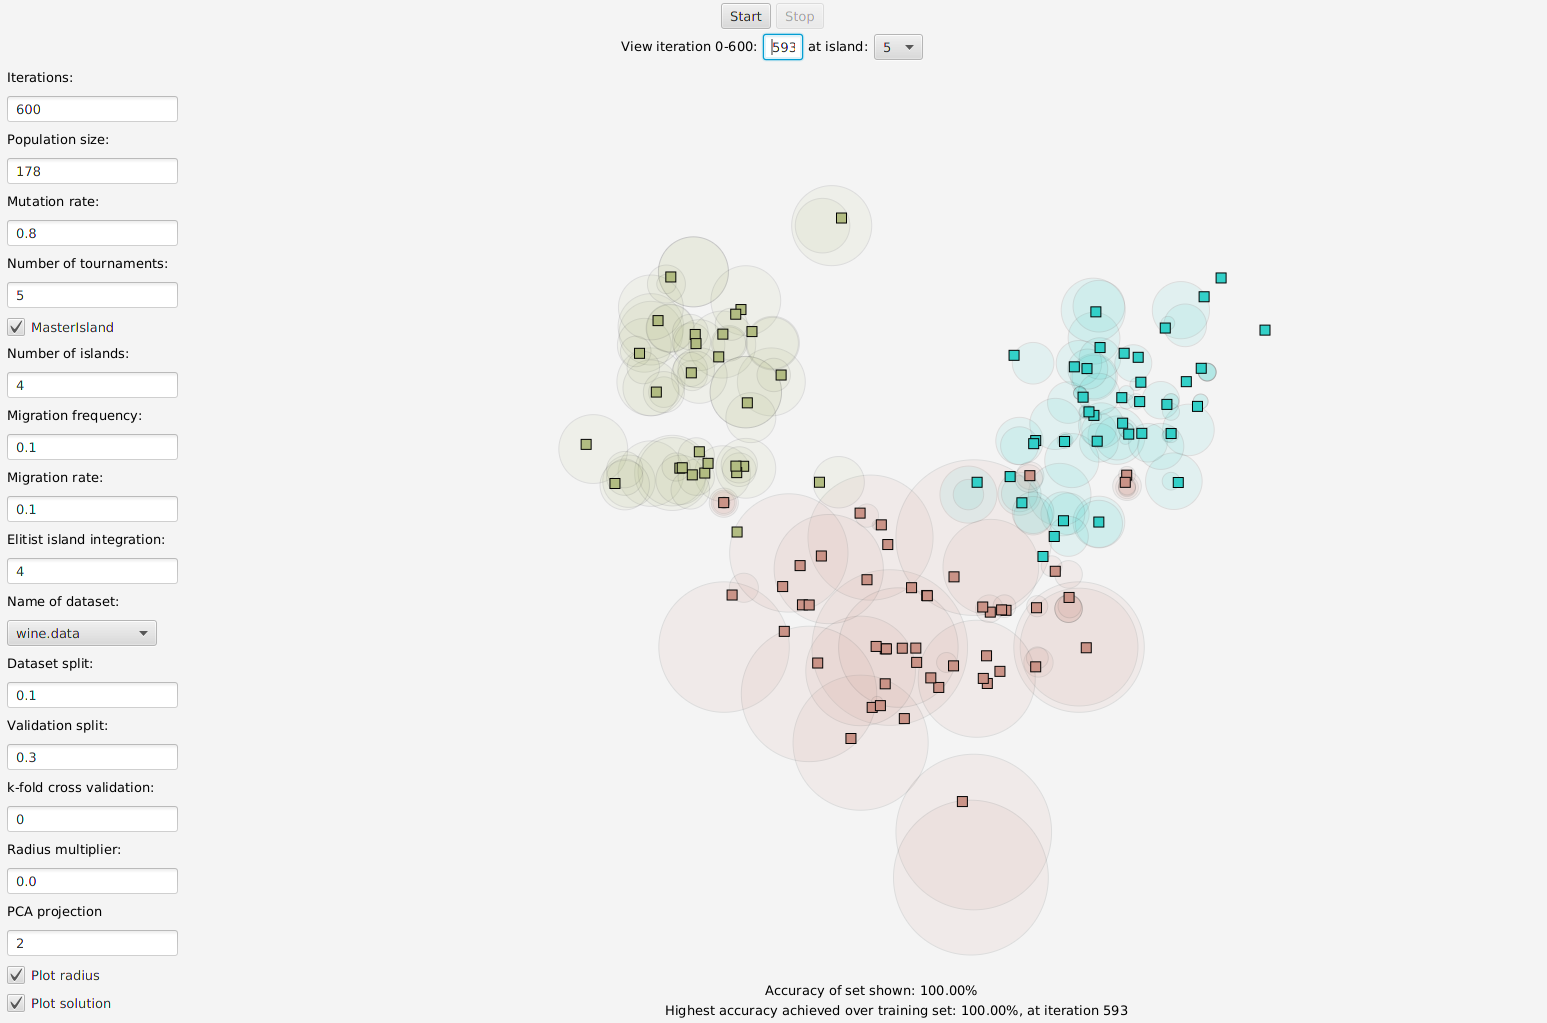 Start Stop
View iteration 0-600: 593 at island: 5
Iterations:
600
Population size:
178
Mutation rate:
0.8
Number of tournaments:
5
MasterIsland
Number of islands:
4
Migration frequency:
0.1
Migration rate:
0.1
Elitist island integration:
4
Name of dataset:
wine.data
Dataset split:
0.1
Validation split:
0.3
k-fold cross validation:
0
Radius multiplier:
0.0
PCA projection
2
Plot radius
Plot solution
Accuracy of set shown: 100.00%
Highest accuracy achieved over training set: 100.00%, at iteration 593